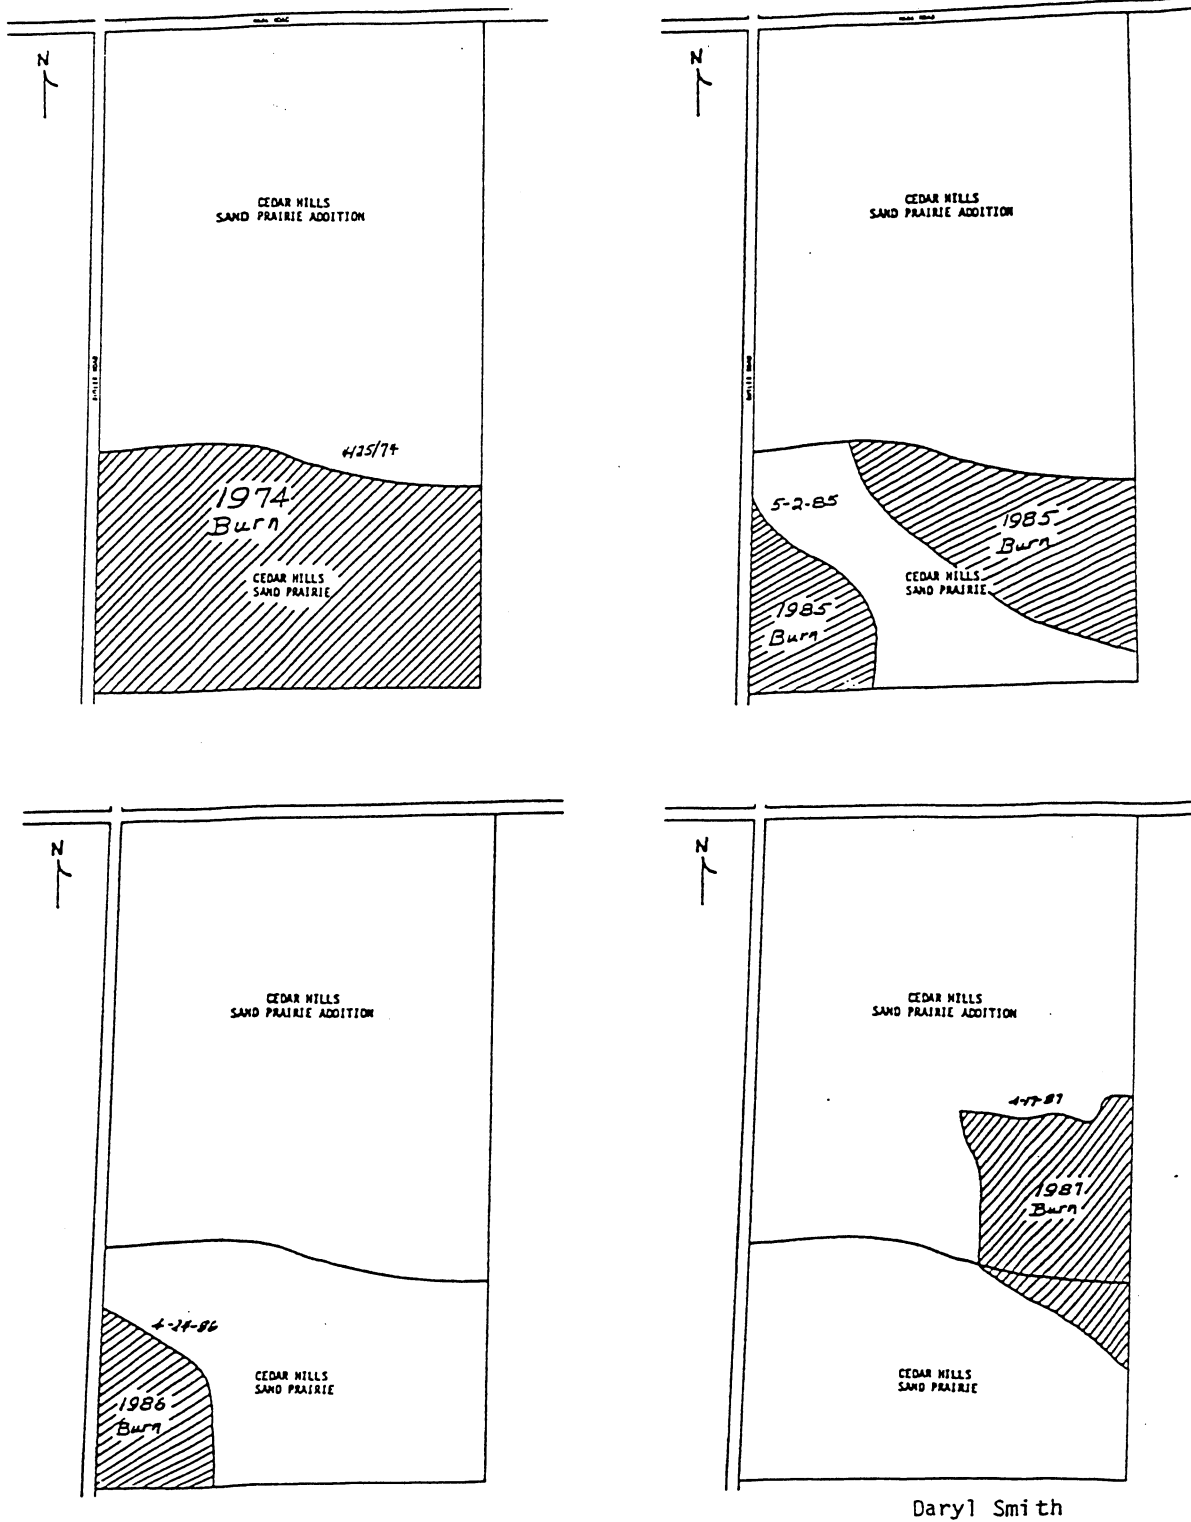 N
CEDAR HILLS
SAND PRAIRIE ADDITION
4/25/74
1974
Burn
CEDAR HILLS
SAND PRAIRIE
N
CEDAR HILLS
SAND PRAIRIE ADDITION
5-2-85
1985
Burn
CEDAR HILLS
SAND PRAIRIE
1985
Burn
N
CEDAR HILLS
SAND PRAIRIE ADDITION
4-24-86
CEDAR HILLS
SAND PRAIRIE
1986
Burn
N
CEDAR HILLS
SAND PRAIRIE ADDITION
4-17-87
1987
Burn
CEDAR HILLS
SAND PRAIRIE
Daryl Smith